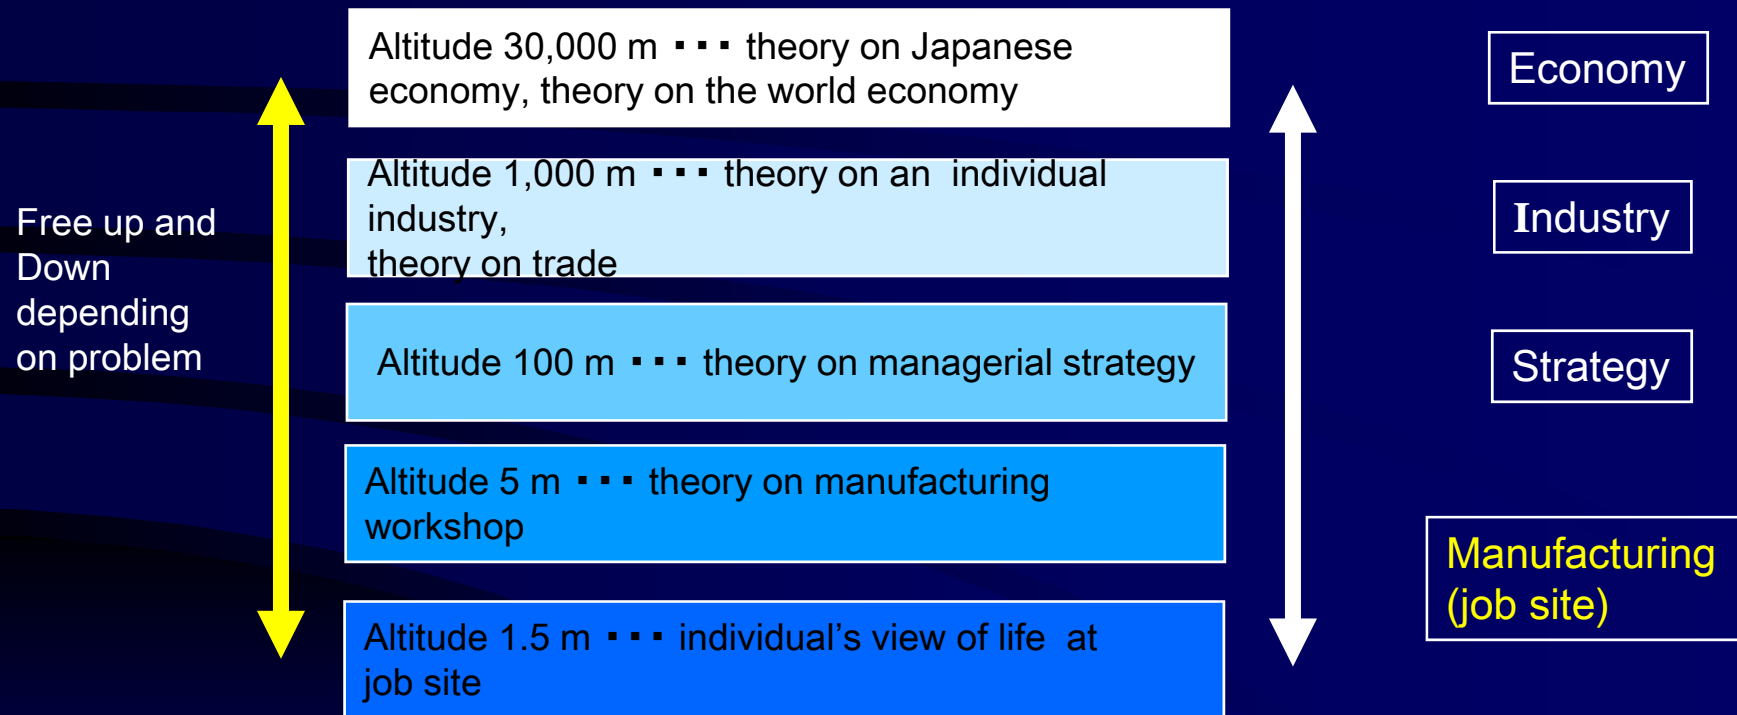 Altitude 30,000 m ･･･ theory on Japanese
economy, theory on the world economy
Economy
Altitude 1,000 m ･･･ theory on an individual
industry,
theory on trade
Industry
Free up and
Down
depending
on problem
Altitude 100 m ･･･ theory on managerial strategy
Strategy
Altitude 5 m ･･･ theory on manufacturing
workshop
Manufacturing
(job site)
Altitude 1.5 m ･･･ individual’s view of life at
job site